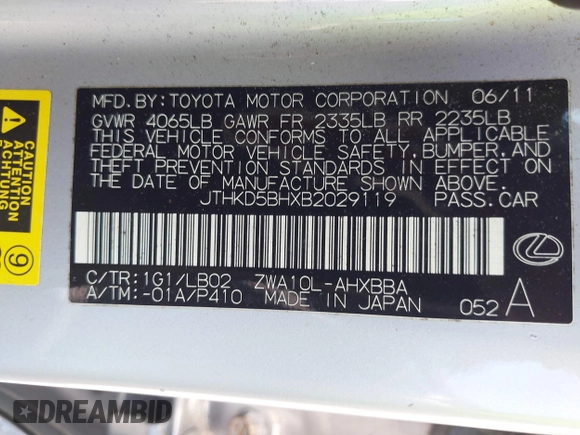 MFD. BY: TOYOTA MOTOR CORPORATION 06/11
GVWR 4065LB GAWR FR 2335LB RR 2235LB
THIS VEHICLE CONFORMS TO ALL APPLICABLE
FEDERAL MOTOR VEHICLE SAFETY, BUMPER, AND
THEFT PREVENTION STANDARDS IN EFFECT ON
THE DATE OF MANUFACTURE SHOWN ABOVE.
JTHKD5BHXB2029119 PASS. CAR
C/TR: 1G1/LB02 ZWA10L-AHXBBA
A/TM: -01A/P410 MADE IN JAPAN
052 A
CAUTION
ACHTUNG
9
DREAMBID